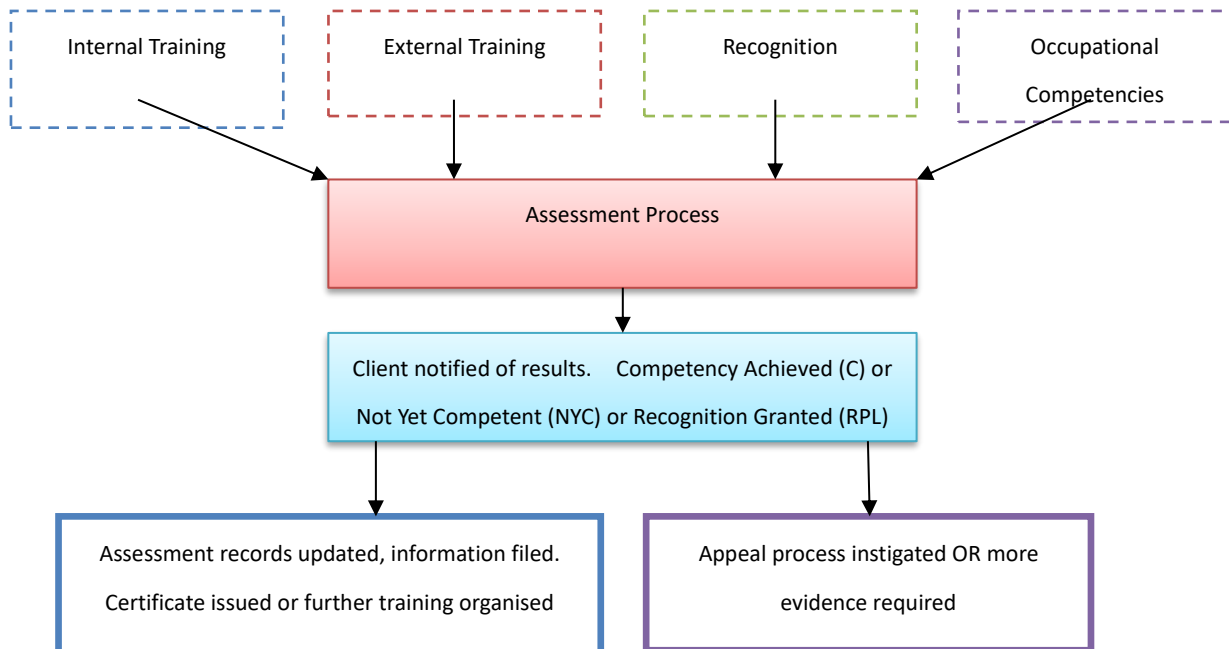 Internal Training
External Training
Recognition
Occupational
Competencies
Assessment Process
Client notified of results. Competency Achieved (C) or
Not Yet Competent (NYC) or Recognition Granted (RPL)
Assessment records updated, information filed.
Certificate issued or further training organised
Appeal process instigated OR more
evidence required